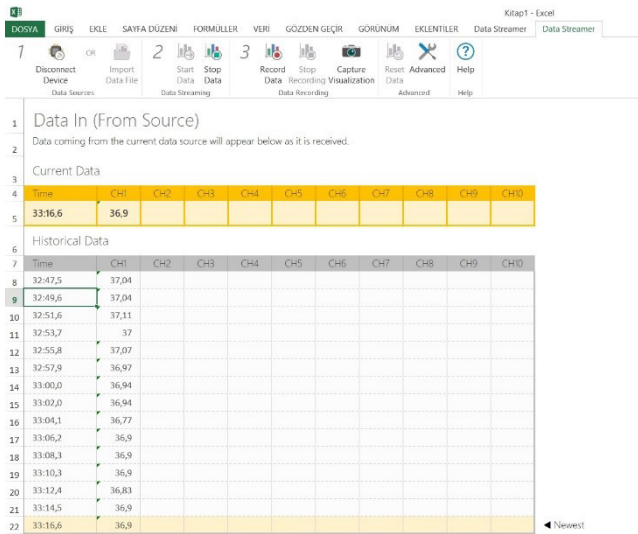 Kitap1 - Excel
DOSYA GİRİŞ EKLE SAYFA DÜZENİ FORMÜLLER VERİ GÖZDEN GEÇİR GÖRÜNÜM EKLENTİLER Data Streamer Data Streamer
1 OR 2 3
Disconnect Device Import Data File Start Data Stop Data Record Data Stop Recording Capture Visualization Reset Data Advanced Help
Data Sources Data Streaming Data Recording Advanced Help
1 Data In (From Source)
2 Data coming from the current data source will appear below as it is received.
3 Current Data
4 Time CH1 CH2 CH3 CH4 CH5 CH6 CH7 CH8 CH9 CH10
5 33:16,6 36,9
6 Historical Data
7 Time CH1 CH2 CH3 CH4 CH5 CH6 CH7 CH8 CH9 CH10
8 32:47,5 37,04
9 32:49,6 37,04
10 32:51,6 37,11
11 32:53,7 37
12 32:55,8 37,07
13 32:57,9 36,97
14 33:00,0 36,94
15 33:02,0 36,94
16 33:04,1 36,77
17 33:06,2 36,9
18 33:08,3 36,9
19 33:10,3 36,9
20 33:12,4 36,83
21 33:14,5 36,9
22 33:16,6 36,9 ◀ Newest